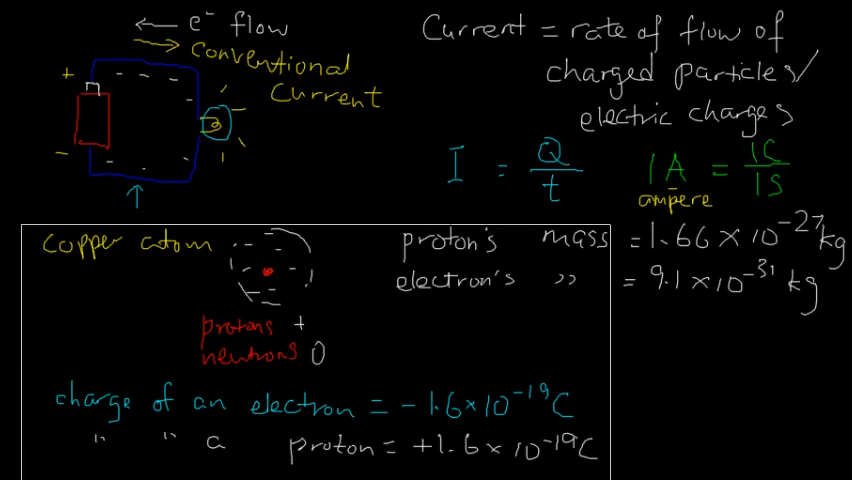 ← e⁻ flow
→ conventional
current
+
−
Current = rate of flow of
charged particles/
electric charges
I = Q/t
1A = 1C/1s
ampere
copper atom
protons +
neutrons 0
proton's mass = 1.66 × 10⁻²⁷ kg
electron's " = 9.1 × 10⁻³¹ kg
charge of an electron = −1.6 × 10⁻¹⁹ C
" " a proton = +1.6 × 10⁻¹⁹ C